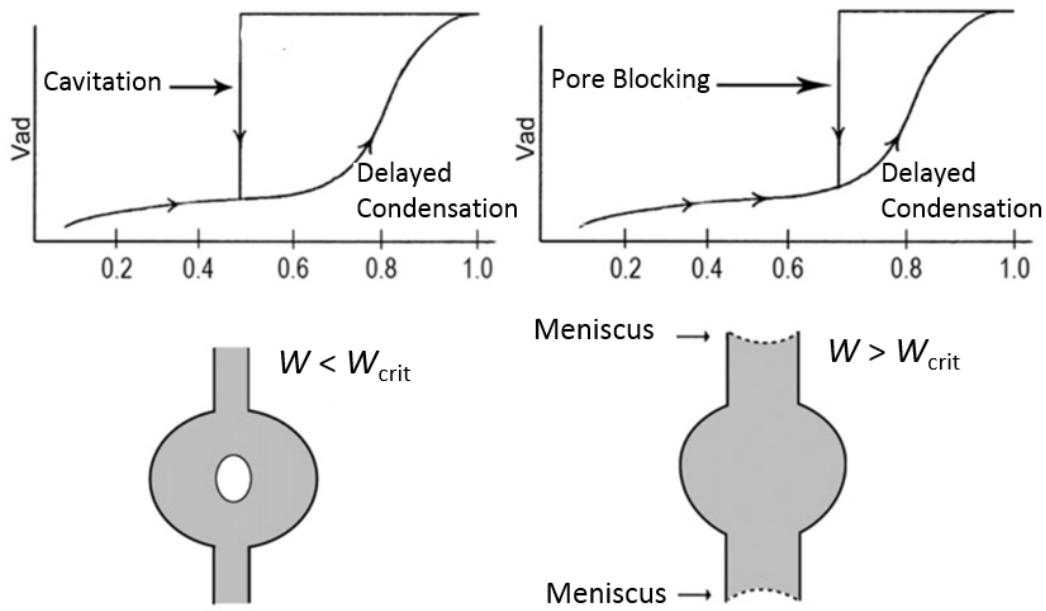 Vad
Cavitation
Delayed
Condensation
0.2 0.4 0.6 0.8 1.0
Vad
Pore Blocking
Delayed
Condensation
0.2 0.4 0.6 0.8 1.0
W < Wcrit
Meniscus
W > Wcrit
Meniscus